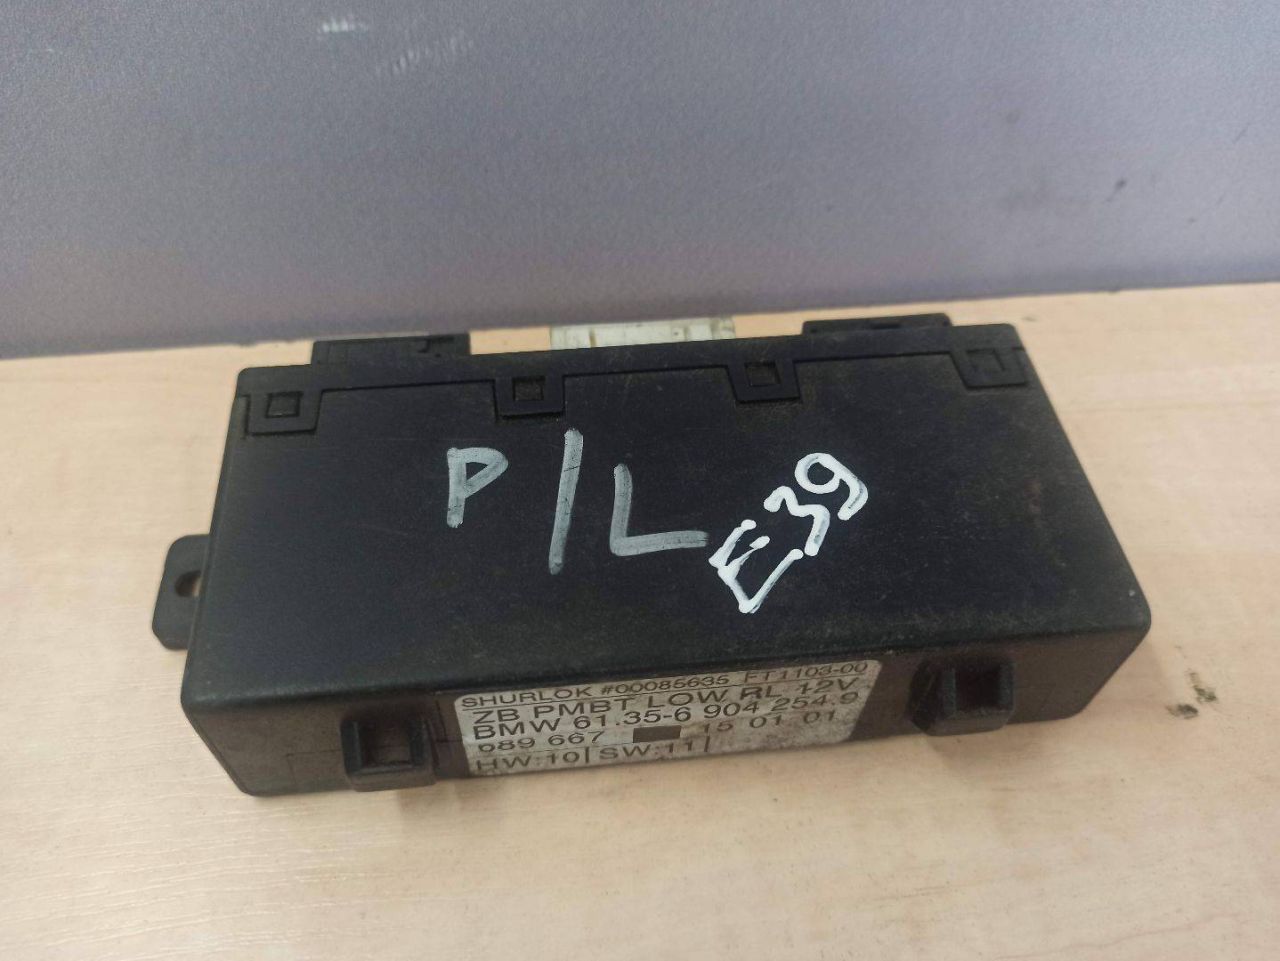 P/L
E39
SHURLOK #00085635 FT1103-00
ZB PMBT LOW RL 12V
BMW 61.35-6 904 254.9
689 667 15 01 01
HW:10| SW:11|